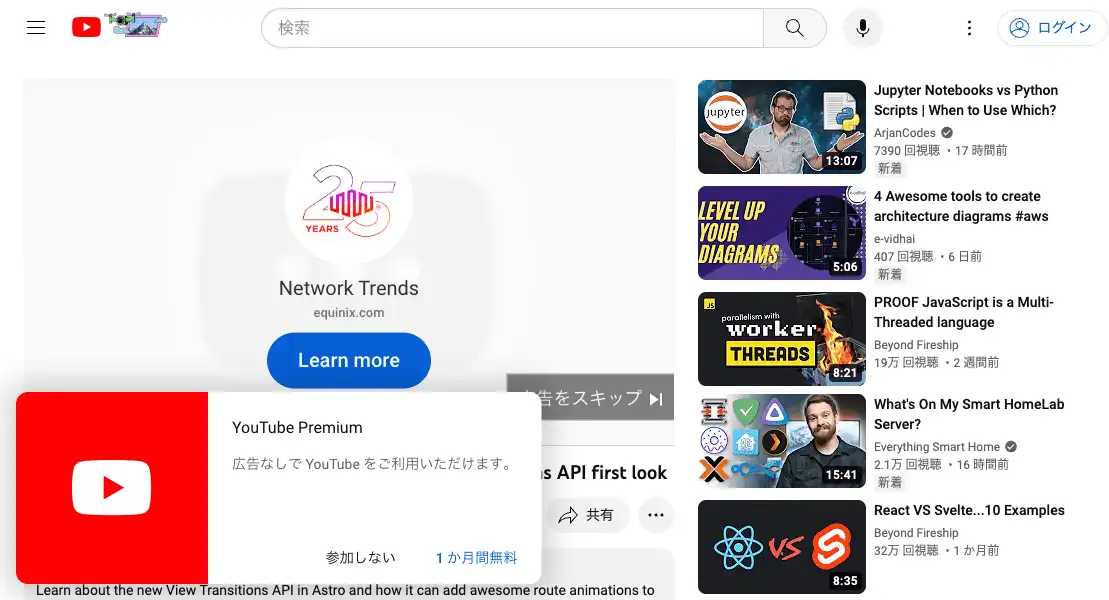 検索
ログイン
25
YEARS
Network Trends
equinix.com
Learn more
広告をスキップ
YouTube Premium
広告なしで YouTube をご利用いただけます。
参加しない
1 か月間無料
ns API first look
共有
Learn about the new View Transitions API in Astro and how it can add awesome route animations to
jupyter
13:07
Jupyter Notebooks vs Python
Scripts | When to Use Which?
ArjanCodes
7390 回視聴 ・17 時間前
新着
LEVEL UP
YOUR
DIAGRAMS
e-vidhai
5:06
4 Awesome tools to create
architecture diagrams #aws
e-vidhai
407 回視聴 ・6 日前
新着
JS
parallelism with
worker
THREADS
8:21
PROOF JavaScript is a Multi-
Threaded language
Beyond Fireship
19万 回視聴 ・2 週間前
15:41
What's On My Smart HomeLab
Server?
Everything Smart Home
2.1万 回視聴 ・16 時間前
新着
VS
8:35
React VS Svelte...10 Examples
Beyond Fireship
32万 回視聴 ・1 か月前